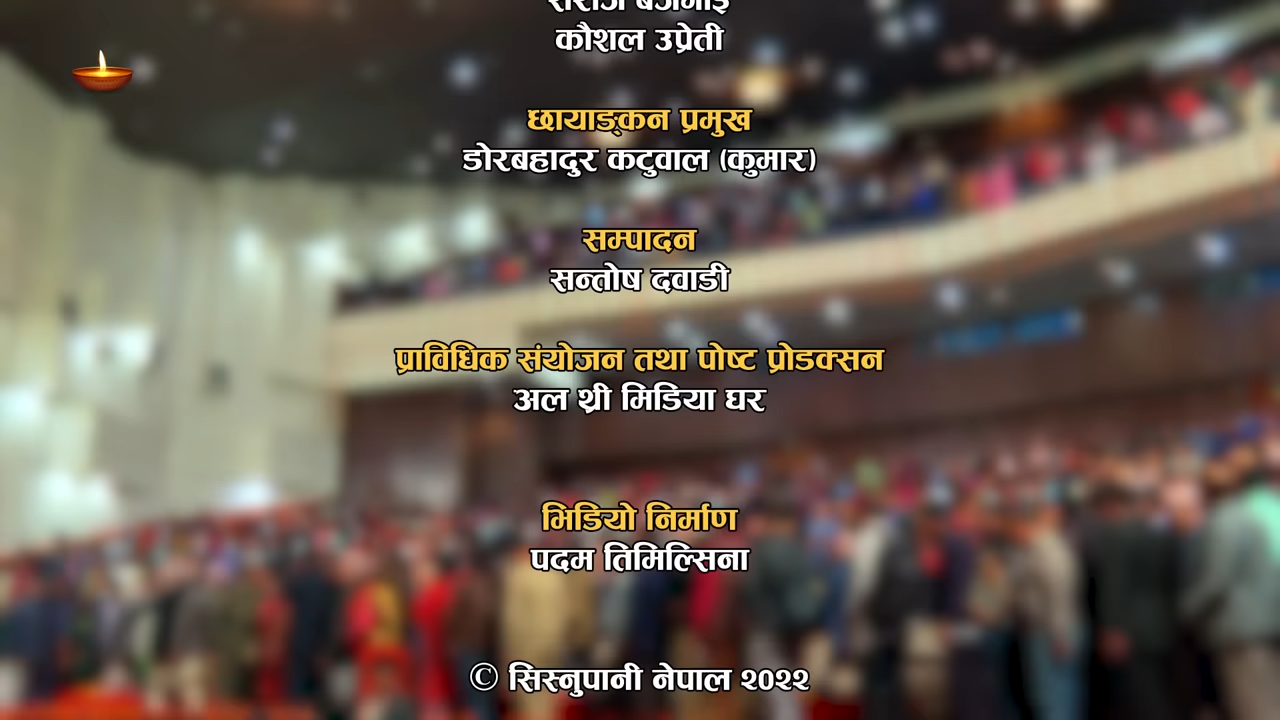 कौशल उप्रेती
छायाङ्कन प्रमुख
डोरबहादुर कटुवाल (कुमार)
सम्पादन
सन्तोष दवाडी
प्राविधिक संयोजन तथा पोष्ट प्रोडक्सन
अल थ्री मिडिया घर
भिडियो निर्माण
पदम तिमिल्सिना
© सिस्नुपानी नेपाल २०२२